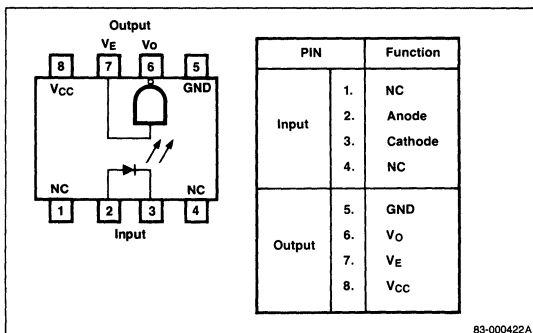 Output
VE VO
8 7 6 5
VCC GND
NC NC
1 2 3 4
Input
PIN Function
Input
1. NC
2. Anode
3. Cathode
4. NC
Output
5. GND
6. VO
7. VE
8. VCC
83-000422A